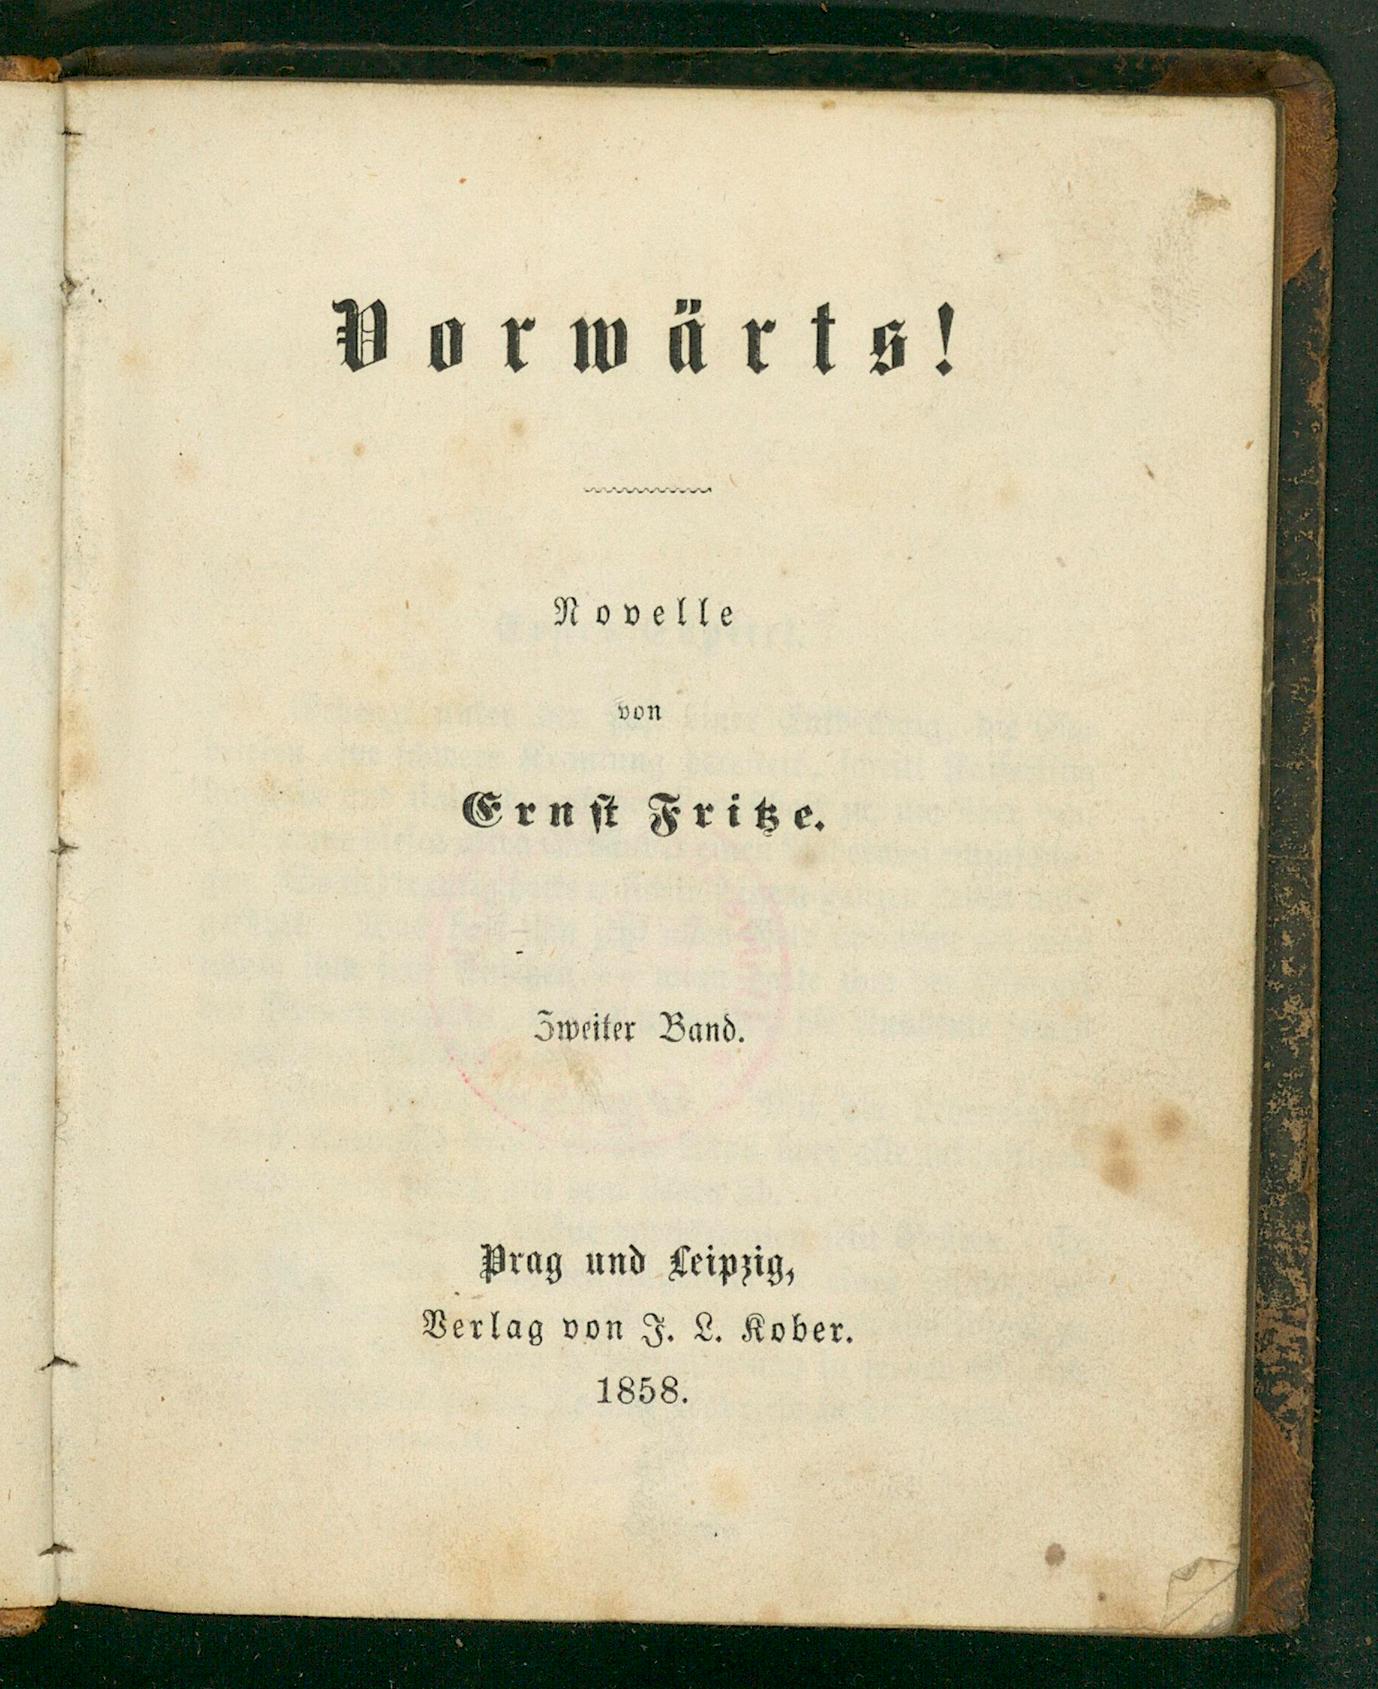 Vorwärts!
Novelle
von
Ernst Fritze.
Zweiter Band.
Prag und Leipzig,
Verlag von J. L. Kober.
1858.